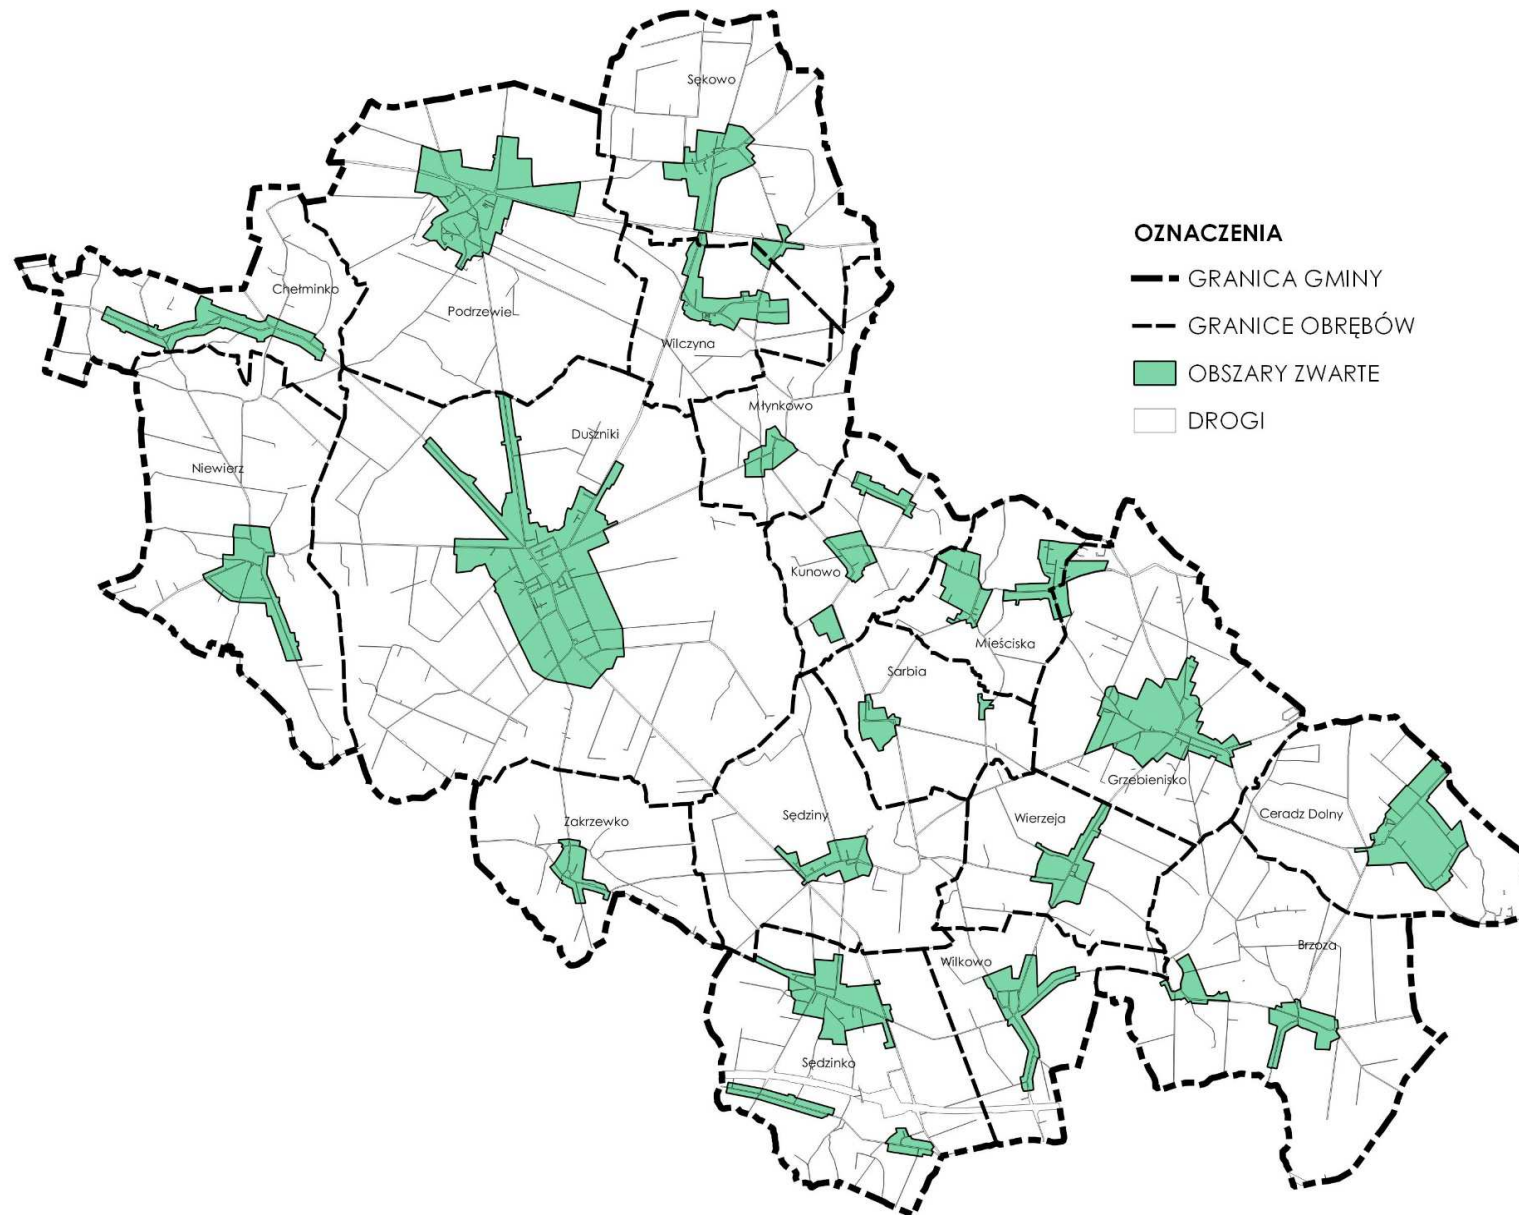 Sękowo
OZNACZENIA
GRANICA GMINY
Chełminko
Podrzewie
GRANICE OBRĘBÓW
Wilczyna
OBSZARY ZWARTE
Młynkowo
DROGI
Duszniki
Niewierz
Kunowo
Mieściska
Sarbia
Grzebienisko
Zakrzewko
Sędziny
Wierzeja
Ceradz Dolny
Brzoza
Wilkowo
Sędzinko